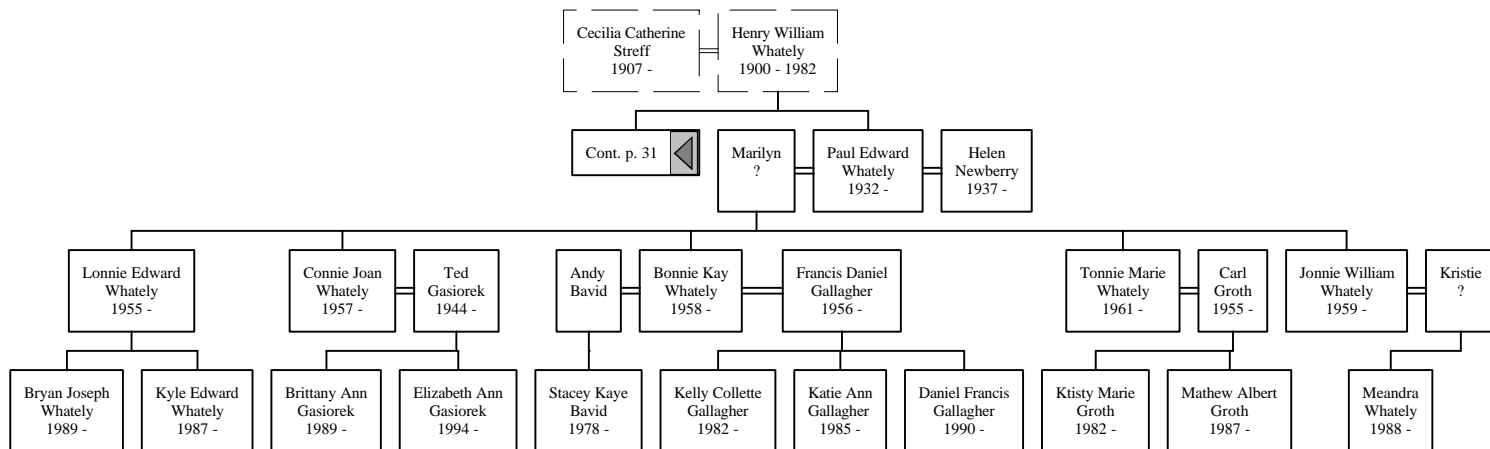 Cecilia Catherine
Streff
1907 -
Henry William
Whately
1900 - 1982
Cont. p. 31
Marilyn
?
Paul Edward
Whately
1932 -
Helen
Newberry
1937 -
Lonnie Edward
Whately
1955 -
Connie Joan
Whately
1957 -
Ted
Gasiorek
1944 -
Andy
Bavid
Bonnie Kay
Whately
1958 -
Francis Daniel
Gallagher
1956 -
Tonnie Marie
Whately
1961 -
Carl
Groth
1955 -
Jonnie William
Whately
1959 -
Kristie
?
Bryan Joseph
Whately
1989 -
Kyle Edward
Whately
1987 -
Brittany Ann
Gasiorek
1989 -
Elizabeth Ann
Gasiorek
1994 -
Stacey Kaye
Bavid
1978 -
Kelly Collette
Gallagher
1982 -
Katie Ann
Gallagher
1985 -
Daniel Francis
Gallagher
1990 -
Ktisty Marie
Groth
1982 -
Mathew Albert
Groth
1987 -
Meandra
Whately
1988 -